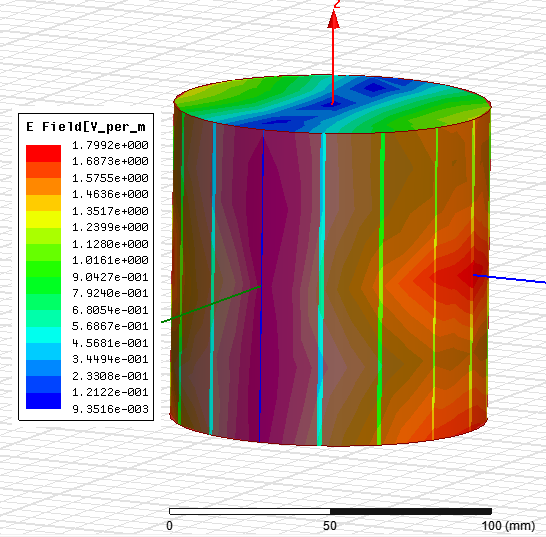 Z
E Field[V_per_m
1.7992e+000
1.6873e+000
1.5755e+000
1.4636e+000
1.3517e+000
1.2399e+000
1.1280e+000
1.0161e+000
9.0427e-001
7.9240e-001
6.8054e-001
5.6867e-001
4.5681e-001
3.4494e-001
2.3308e-001
1.2122e-001
9.3516e-003
0 50 100 (mm)